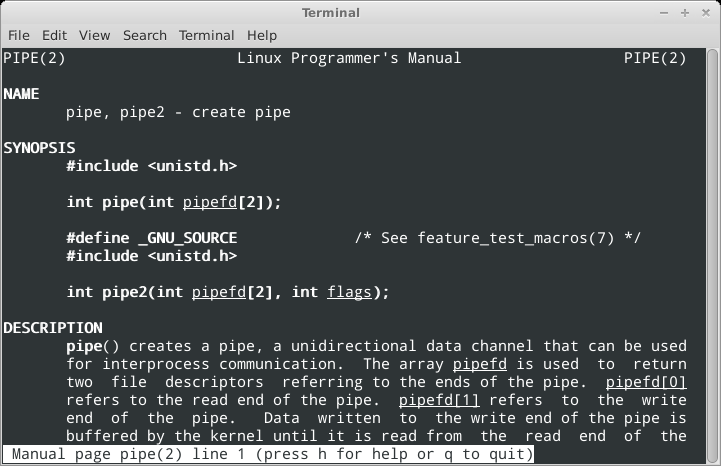 Terminal
File Edit View Search Terminal Help
PIPE(2) Linux Programmer's Manual PIPE(2)
NAME
pipe, pipe2 - create pipe
SYNOPSIS
#include <unistd.h>
int pipe(int pipefd[2]);
#define _GNU_SOURCE /* See feature_test_macros(7) */
#include <unistd.h>
int pipe2(int pipefd[2], int flags);
DESCRIPTION
pipe() creates a pipe, a unidirectional data channel that can be used
for interprocess communication. The array pipefd is used to return
two file descriptors referring to the ends of the pipe. pipefd[0]
refers to the read end of the pipe. pipefd[1] refers to the write
end of the pipe. Data written to the write end of the pipe is
buffered by the kernel until it is read from the read end of the
Manual page pipe(2) line 1 (press h for help or q to quit)